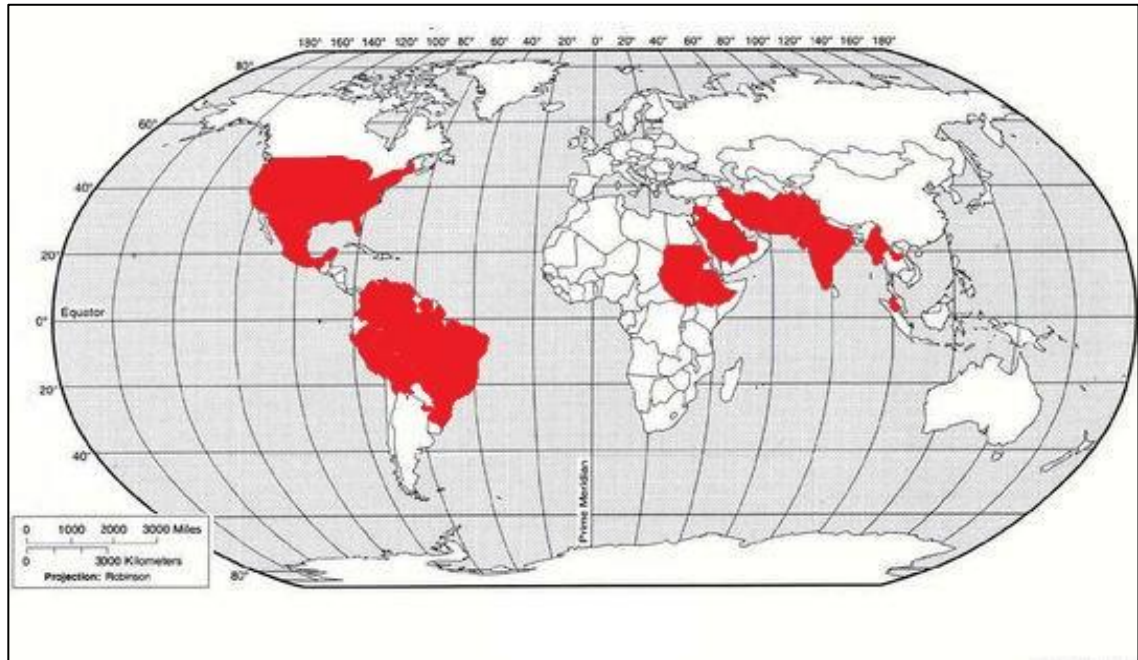 180° 160° 140° 120° 100° 80° 60° 40° 20° 0° 20° 40° 60° 80° 100° 120° 140° 160° 180°
80°
60°
40°
20°
Equator
0°
20°
40°
Prime Meridian
0 1000 2000 3000 Miles
0 3000 Kilometers
Projection: Robinson
80°